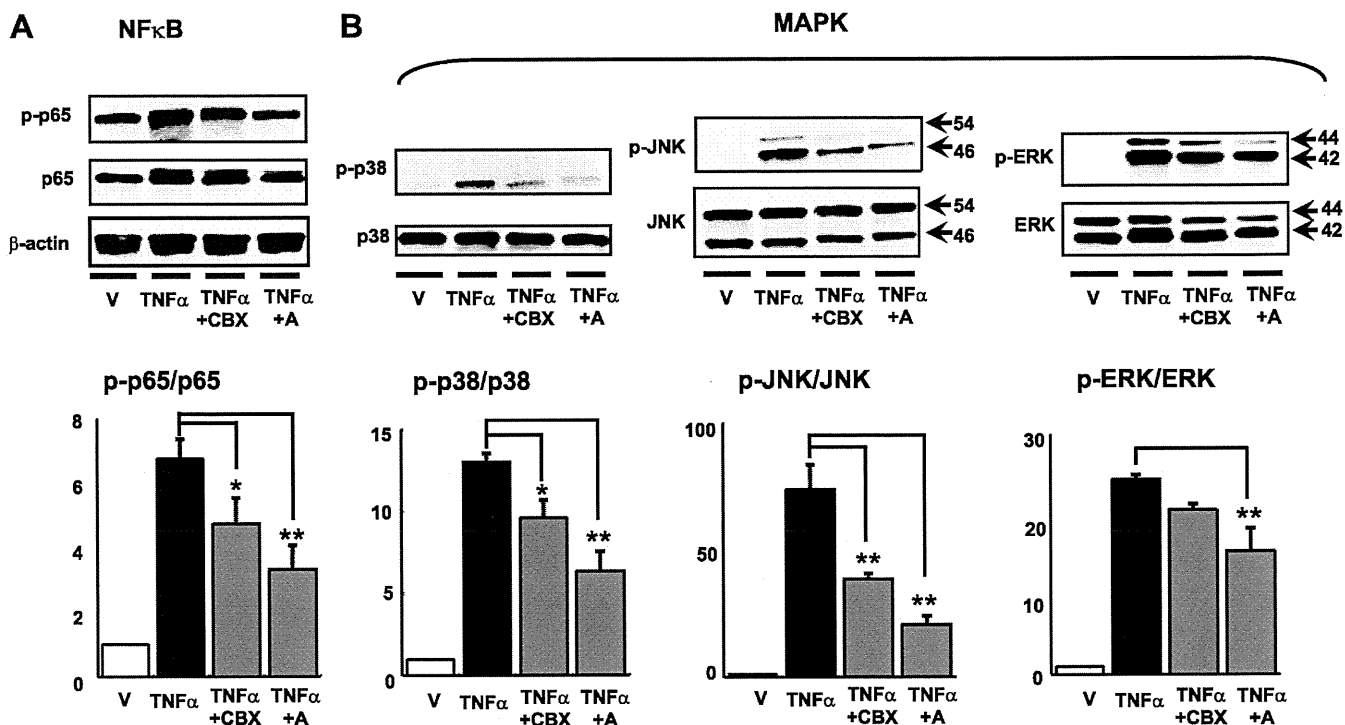 A NFκB
p-p65
p65
β-actin
V TNFα TNFα TNFα
+CBX +A
B MAPK
p-p38
p38
V TNFα TNFα TNFα
+CBX +A
p-JNK
54
46
JNK
54
46
V TNFα TNFα TNFα
+CBX +A
p-ERK
44
42
ERK
44
42
V TNFα TNFα TNFα
+CBX +A
p-p65/p65
8
6
4
2
0
*
**
V TNFα TNFα TNFα
+CBX +A
p-p38/p38
15
10
5
0
*
**
V TNFα TNFα TNFα
+CBX +A
p-JNK/JNK
100
50
0
**
**
V TNFα TNFα TNFα
+CBX +A
p-ERK/ERK
30
20
10
0
**
V TNFα TNFα TNFα
+CBX +A